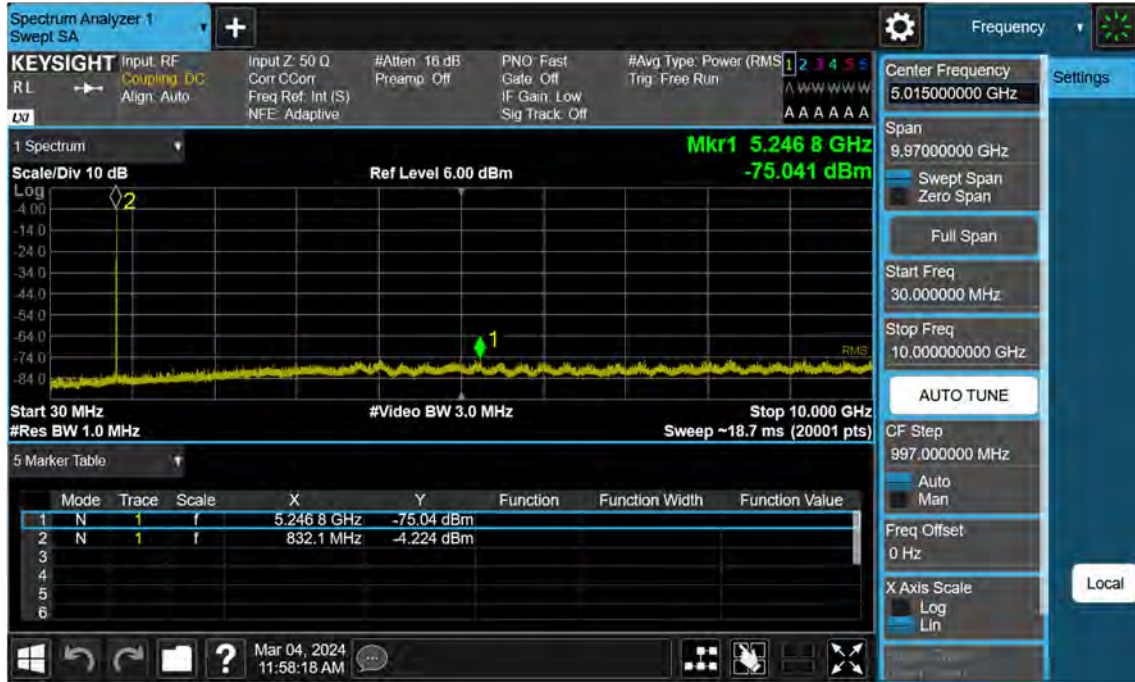 Spectrum Analyzer 1
Swept SA
+
Frequency
KEYSIGHT
RL
LXI
Input: RF
Coupling: DC
Align: Auto
Input Z: 50 Ω
Corr CCorr
Freq Ref: Int (S)
NFE: Adaptive
#Atten: 16 dB
Preamp: Off
PNO: Fast
Gate: Off
IF Gain: Low
Sig Track: Off
#Avg Type: Power (RMS
Trig: Free Run
1 2 3 4 5 6
A W W W W W
A A A A A A
1 Spectrum
Scale/Div 10 dB
Ref Level 6.00 dBm
Mkr1 5.246 8 GHz
-75.041 dBm
Log
-4.00
-14.0
-24.0
-34.0
-44.0
-54.0
-64.0
-74.0
-84.0
2
1
RMS
Start 30 MHz
#Video BW 3.0 MHz
Stop 10.000 GHz
#Res BW 1.0 MHz
Sweep ~18.7 ms (20001 pts)
5 Marker Table
Mode Trace Scale X Y Function Function Width Function Value
1 N 1 f 5.246 8 GHz -75.04 dBm
2 N 1 f 832.1 MHz -4.224 dBm
3
4
5
6
?
Mar 04, 2024
11:58:18 AM
Center Frequency
5.015000000 GHz
Settings
Span
9.97000000 GHz
Swept Span
Zero Span
Full Span
Start Freq
30.000000 MHz
Stop Freq
10.000000000 GHz
AUTO TUNE
CF Step
997.000000 MHz
Auto
Man
Freq Offset
0 Hz
X Axis Scale
Log
Lin
Local